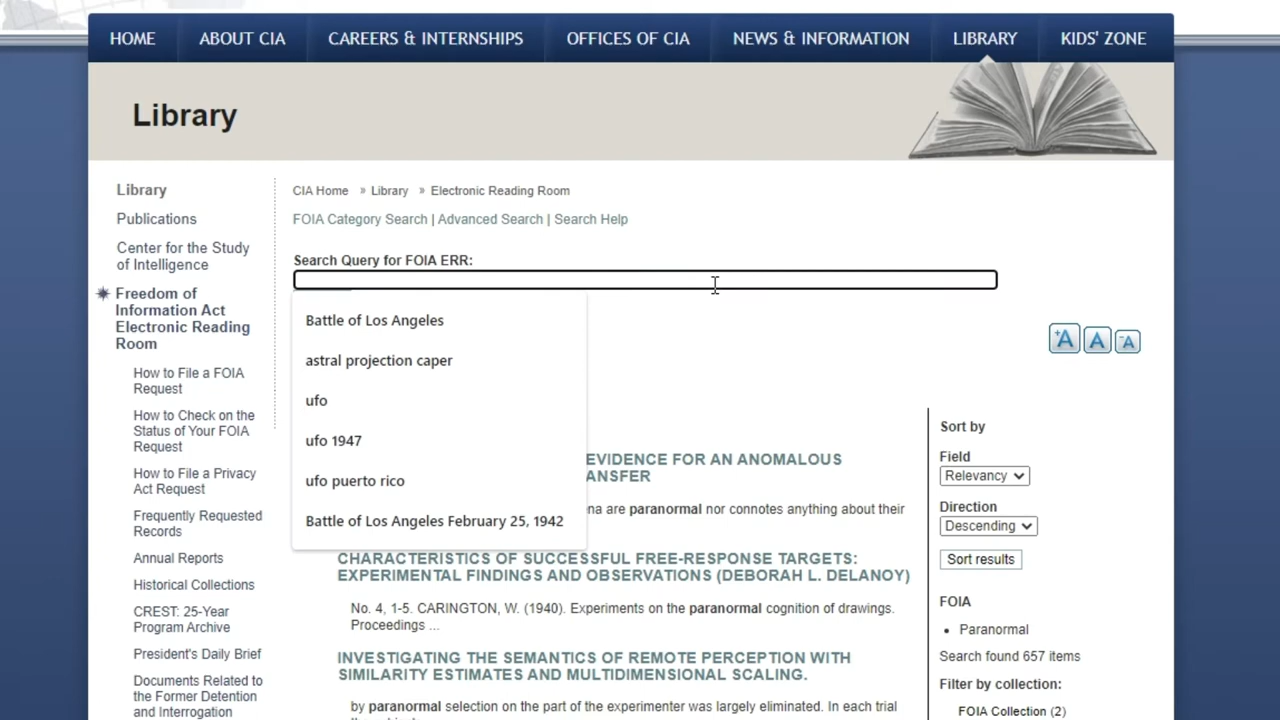 HOME ABOUT CIA CAREERS & INTERNSHIPS OFFICES OF CIA NEWS & INFORMATION LIBRARY KIDS' ZONE
Library
Library
Publications
Center for the Study
of Intelligence
Freedom of
Information Act
Electronic Reading
Room
How to File a FOIA
Request
How to Check on the
Status of Your FOIA
Request
How to File a Privacy
Act Request
Frequently Requested
Records
Annual Reports
Historical Collections
CREST: 25-Year
Program Archive
President's Daily Brief
Documents Related to
the Former Detention
and Interrogation
CIA Home » Library » Electronic Reading Room
FOIA Category Search | Advanced Search | Search Help
Search Query for FOIA ERR:
Battle of Los Angeles
astral projection caper
ufo
ufo 1947
ufo puerto rico
Battle of Los Angeles February 25, 1942
+A A -A
EVIDENCE FOR AN ANOMALOUS
ANSFER
ena are paranormal nor connotes anything about their
CHARACTERISTICS OF SUCCESSFUL FREE-RESPONSE TARGETS:
EXPERIMENTAL FINDINGS AND OBSERVATIONS (DEBORAH L. DELANOY)
No. 4, 1-5. CARINGTON, W. (1940). Experiments on the paranormal cognition of drawings.
Proceedings ...
INVESTIGATING THE SEMANTICS OF REMOTE PERCEPTION WITH
SIMILARITY ESTIMATES AND MULTIDIMENSIONAL SCALING.
by paranormal selection on the part of the experimenter was largely eliminated. In each trial
Sort by
Field
Relevancy
Direction
Descending
Sort results
FOIA
• Paranormal
Search found 657 items
Filter by collection:
FOIA Collection (2)